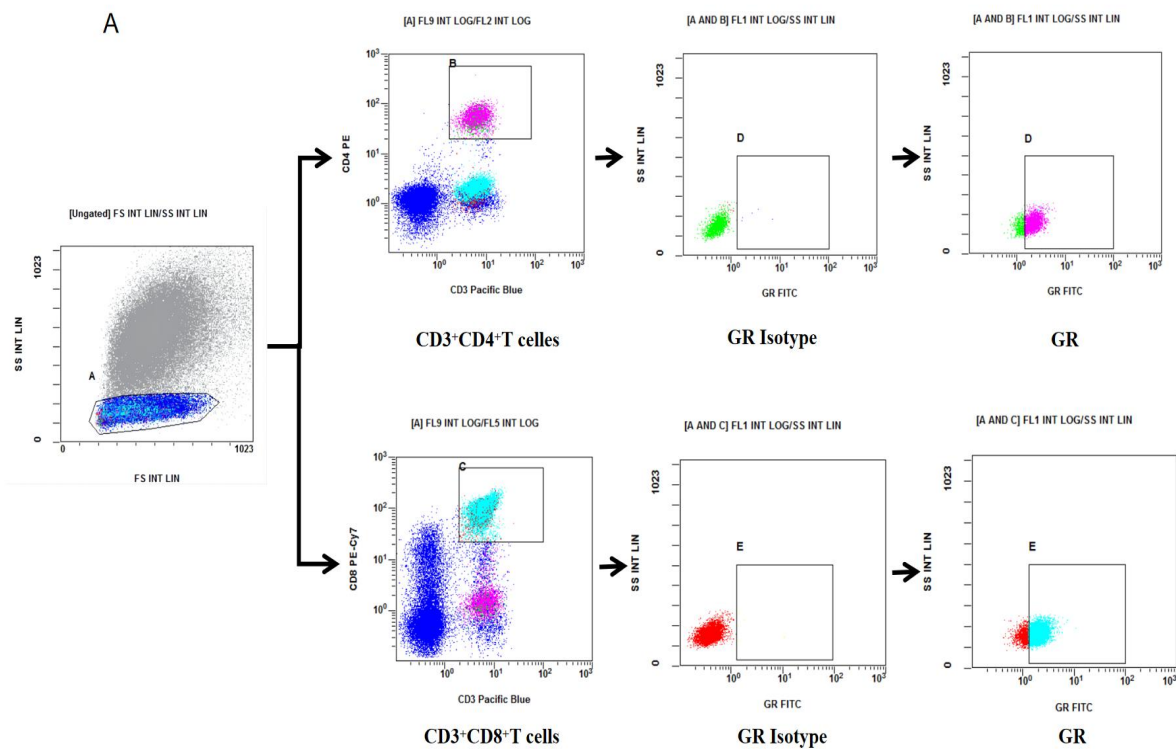 A
[Ungated] FS INT LIN/SS INT LIN
1023
SS INT LIN
0
A
0
1023
FS INT LIN
[A] FL9 INT LOG/FL2 INT LOG
10³
10²
10¹
10⁰
CD4 PE
B
10⁰ 10¹ 10² 10³
CD3 Pacific Blue
CD3⁺CD4⁺T celles
[A AND B] FL1 INT LOG/SS INT LIN
1023
SS INT LIN
0
D
10⁰ 10¹ 10² 10³
GR FITC
GR Isotype
[A AND B] FL1 INT LOG/SS INT LIN
1023
SS INT LIN
0
D
10⁰ 10¹ 10² 10³
GR FITC
GR
[A] FL9 INT LOG/FL5 INT LOG
10³
10²
10¹
10⁰
CD8 PE-Cy7
C
10⁰ 10¹ 10² 10³
CD3 Pacific Blue
CD3⁺CD8⁺T cells
[A AND C] FL1 INT LOG/SS INT LIN
1023
SS INT LIN
0
E
10⁰ 10¹ 10² 10³
GR FITC
GR Isotype
[A AND C] FL1 INT LOG/SS INT LIN
1023
SS INT LIN
0
E
10⁰ 10¹ 10² 10³
GR FITC
GR